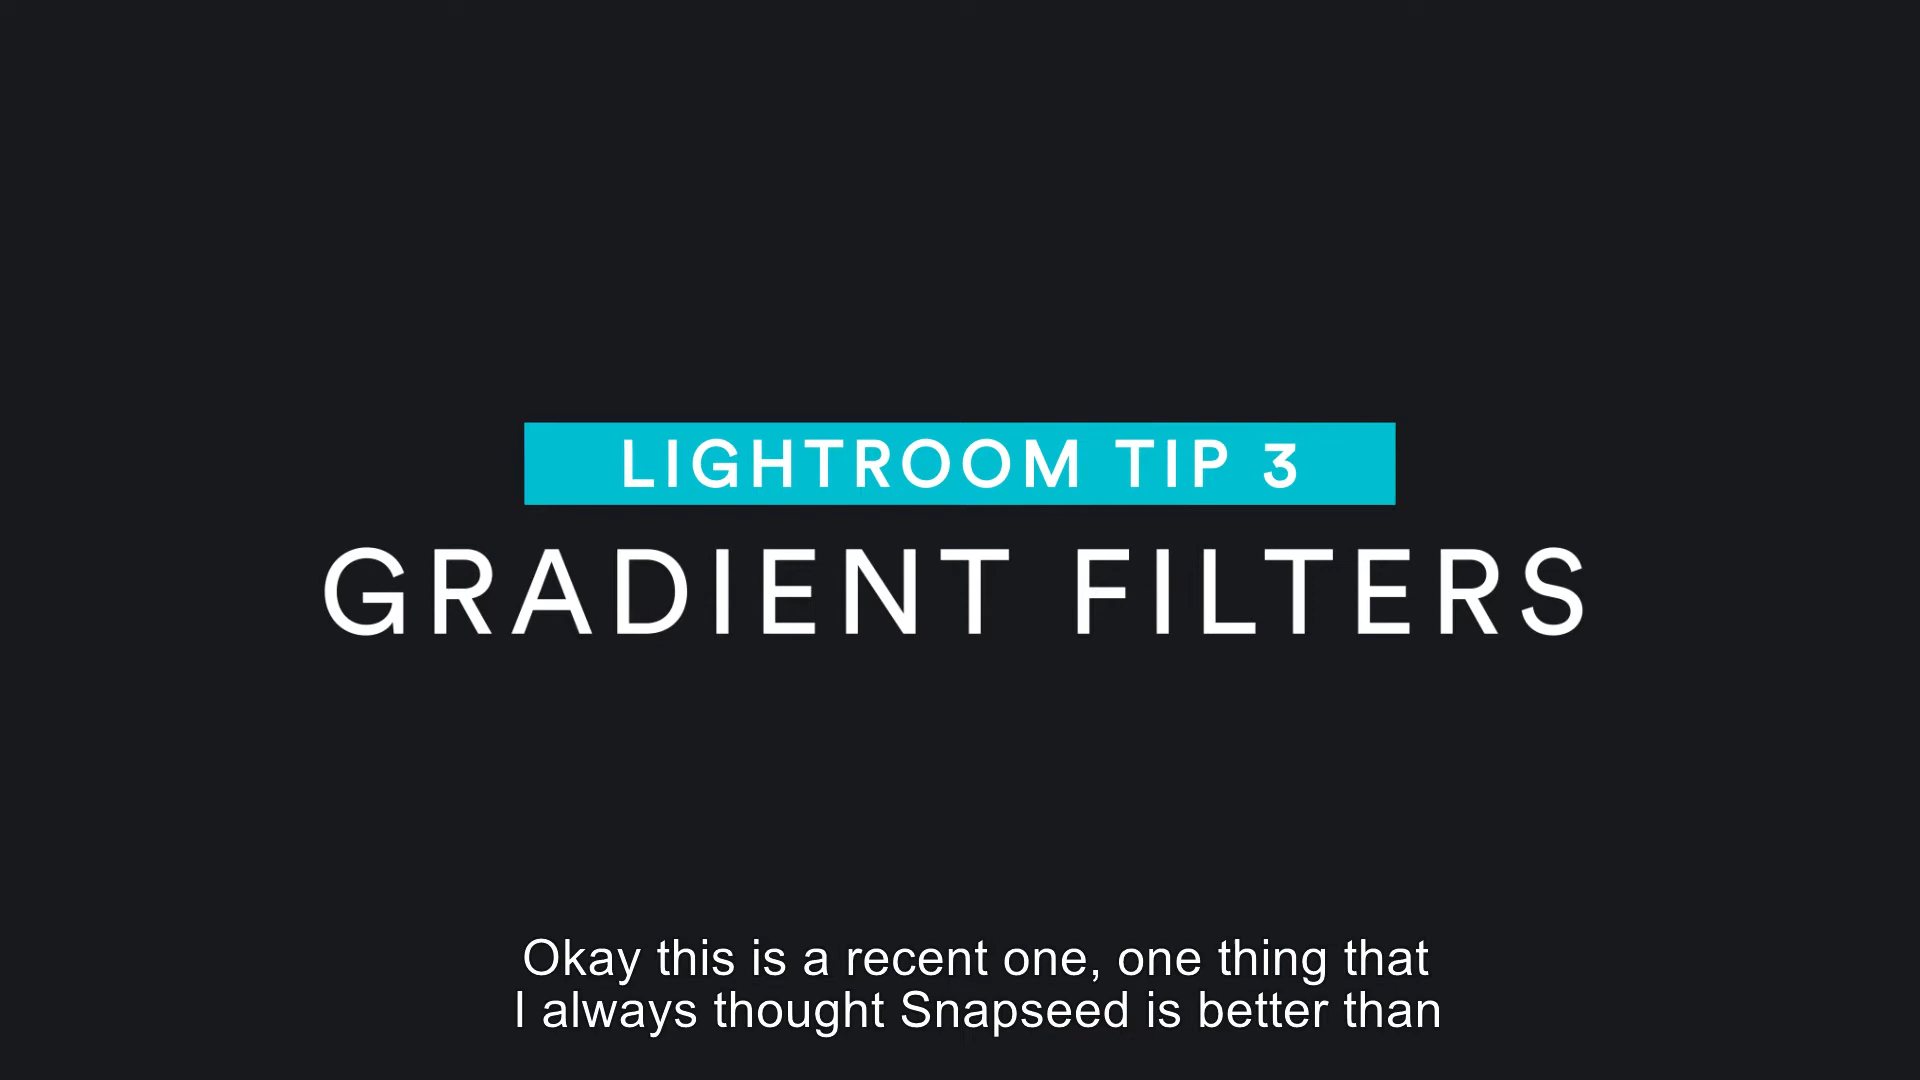 LIGHTROOM TIP 3
GRADIENT FILTERS
Okay this is a recent one, one thing that
I always thought Snapseed is better than